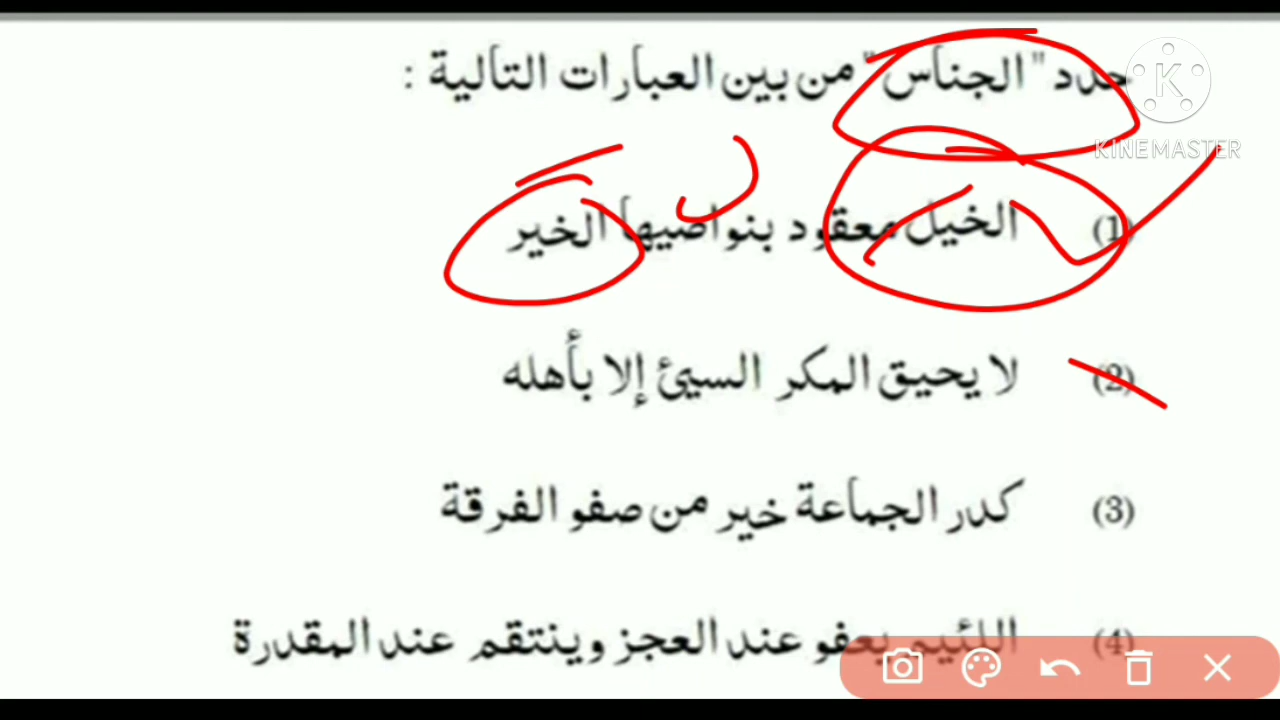 حدد "الجناس" من بين العبارات التالية :
KINEMASTER
(1) الخيل معقود بنواصيها الخير
(2) لا يحيق المكر السيئ إلا بأهله
(3) كدر الجماعة خير من صفو الفرقة
(4) اللئيم يعفو عند العجز وينتقم عند المقدرة